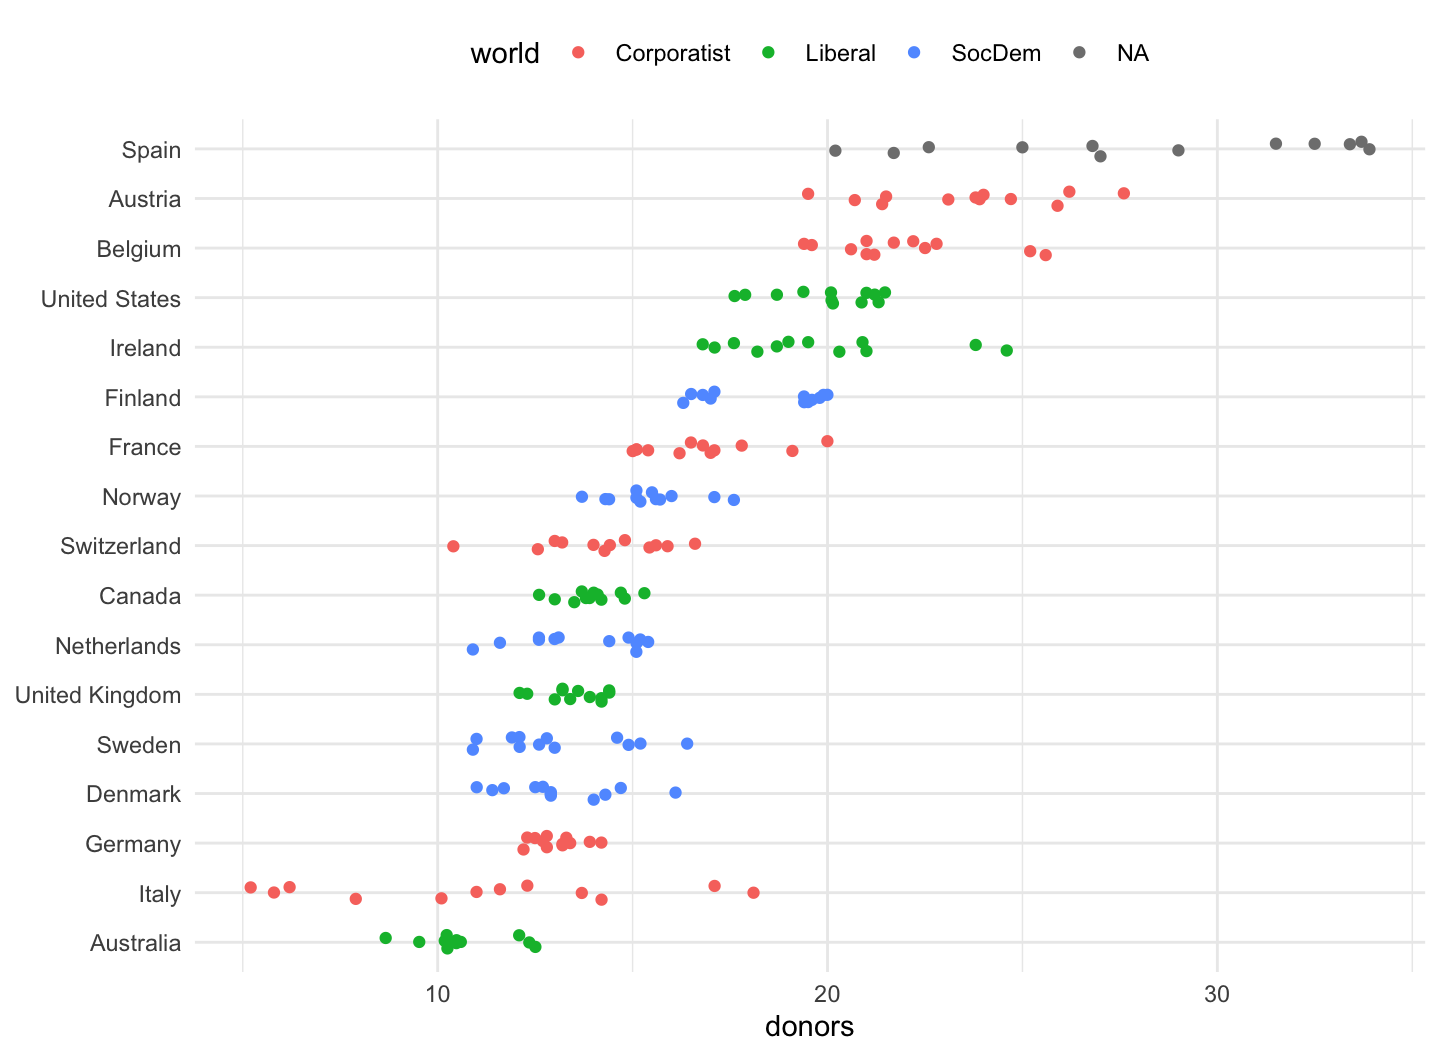 world Corporatist Liberal SocDem NA
Spain
Austria
Belgium
United States
Ireland
Finland
France
Norway
Switzerland
Canada
Netherlands
United Kingdom
Sweden
Denmark
Germany
Italy
Australia
10 20 30
donors